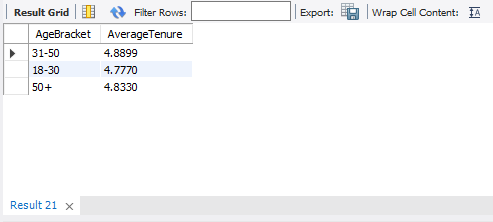 Result Grid Filter Rows: Export: Wrap Cell Content:
AgeBracket AverageTenure
31-50 4.8899
18-30 4.7770
50+ 4.8330
Result 21